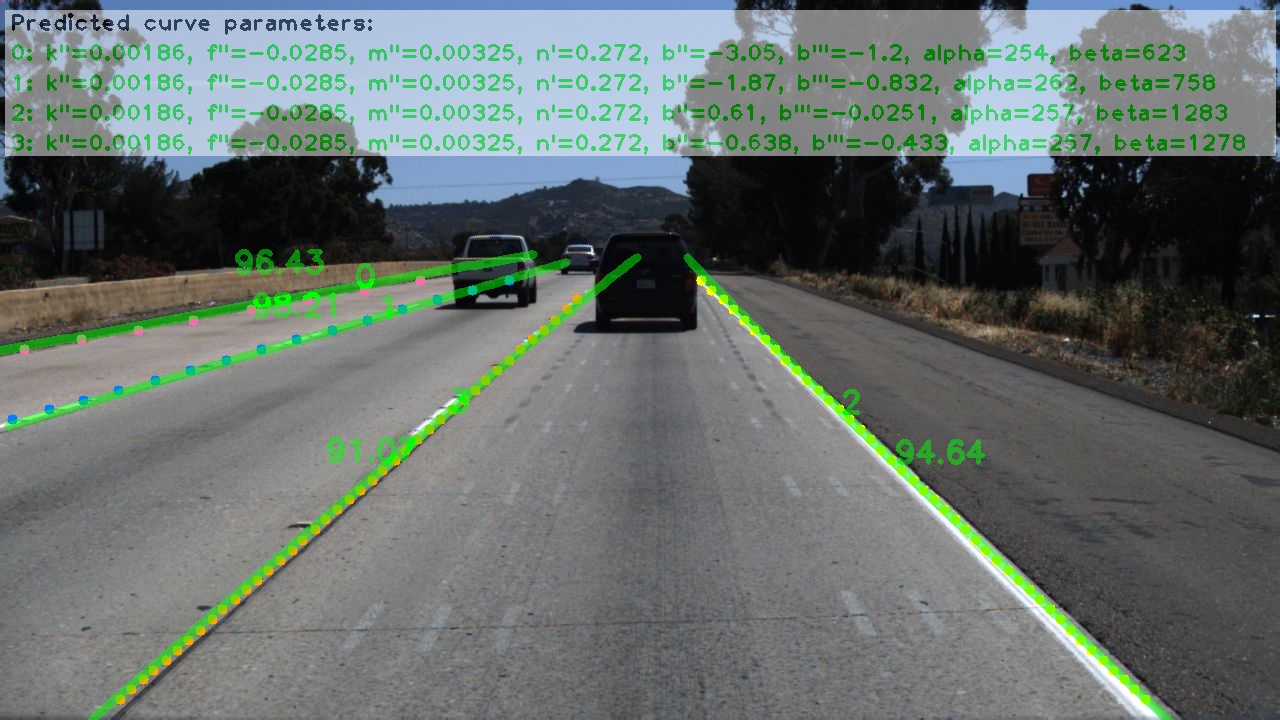 Predicted curve parameters:
0: k''=0.00186, f''=−0.0285, m''=0.00325, n'=0.272, b''=−3.05, b'''=−1.2, alpha=254, beta=623
1: k''=0.00186, f''=−0.0285, m''=0.00325, n'=0.272, b''=−1.87, b'''=−0.832, alpha=262, beta=758
2: k''=0.00186, f''=−0.0285, m''=0.00325, n'=0.272, b''=0.61, b'''=−0.0251, alpha=257, beta=1283
3: k''=0.00186, f''=−0.0285, m''=0.00325, n'=0.272, b''=−0.638, b'''=−0.433, alpha=257, beta=1278
96.43
0
98.21
1
2
91.07
94.64